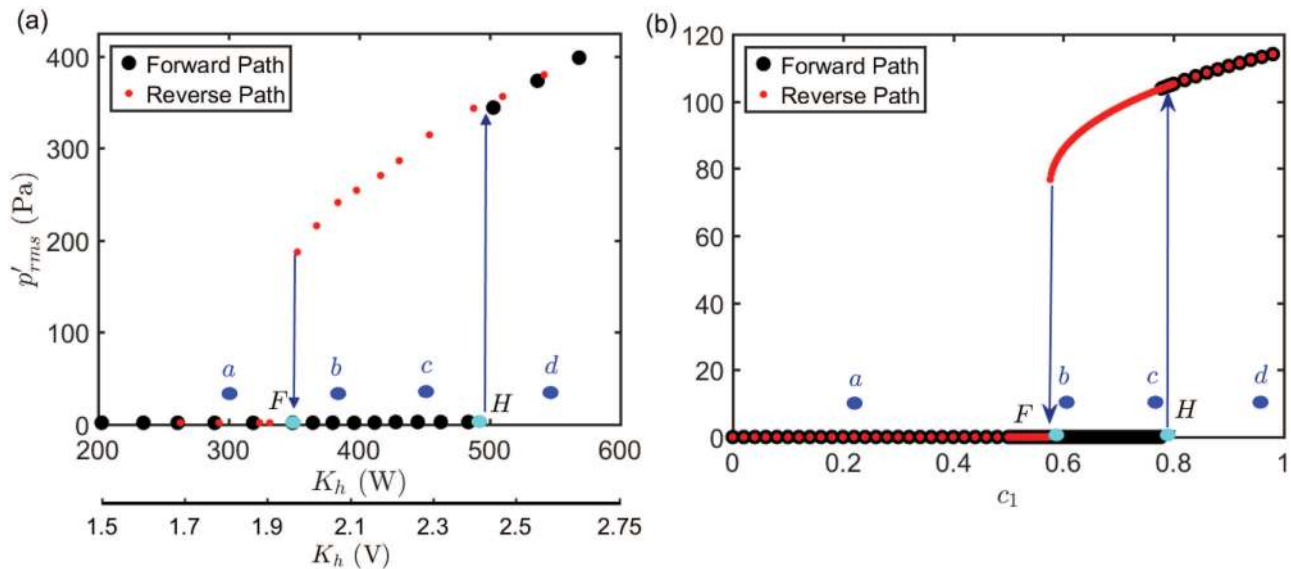 (a)
Forward Path
Reverse Path
400
300
200
100
0
p′rms (Pa)
a
b
c
d
F
H
200
300
400
500
600
Kh (W)
1.5
1.7
1.9
2.1
2.3
2.5
2.75
Kh (V)
(b)
Forward Path
Reverse Path
120
100
80
60
40
20
0
a
b
c
d
F
H
0
0.2
0.4
0.6
0.8
1
c1